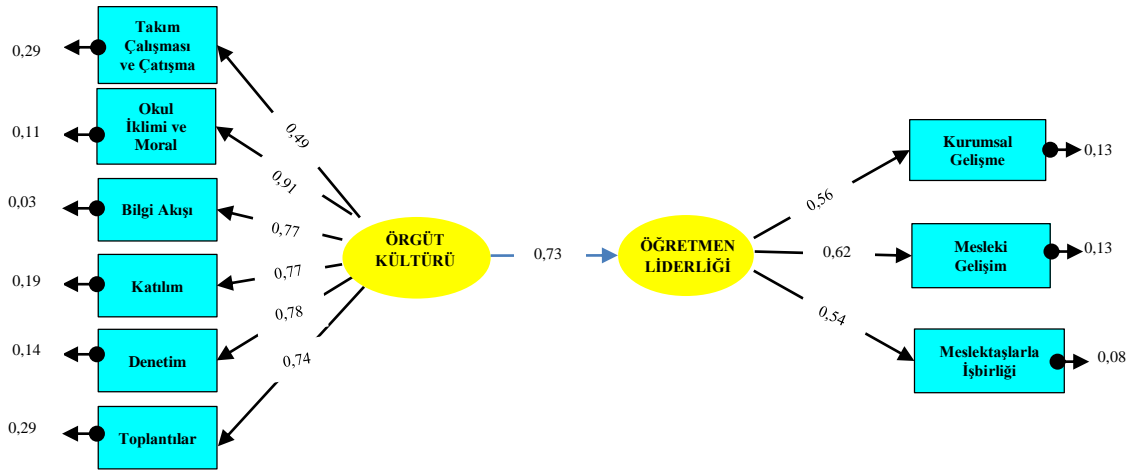 0,29
Takım
Çalışması
ve Çatışma
0,49
0,11
Okul
İklimi ve
Moral
0,91
0,03
Bilgi Akışı
0,77
0,19
Katılım
0,77
0,14
Denetim
0,78
0,29
Toplantılar
0,74
ÖRGÜT
KÜLTÜRÜ
0,73
ÖĞRETMEN
LİDERLİĞİ
0,56
Kurumsal
Gelişme
0,13
0,62
Mesleki
Gelişim
0,13
0,54
Meslektaşlarla
İşbirliği
0,08